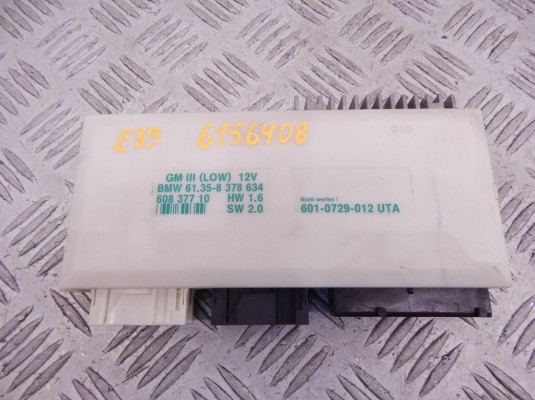 E39 6156408
GM III (LOW) 12V
BMW 61.35-8 378 634
608 377 10 HW 1.6
SW 2.0
Nicht werfen !
601-0729-012 UTA